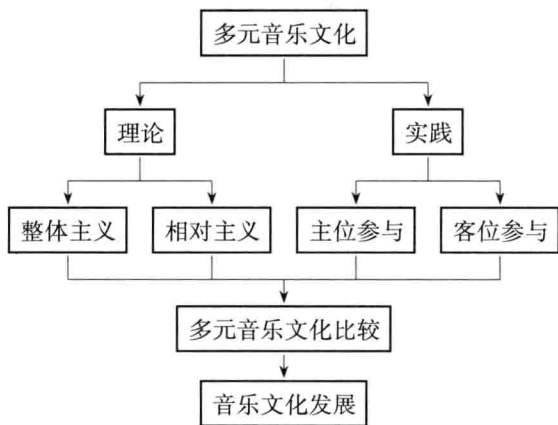 多元音乐文化
理论
实践
整体主义
相对主义
主位参与
客位参与
多元音乐文化比较
音乐文化发展